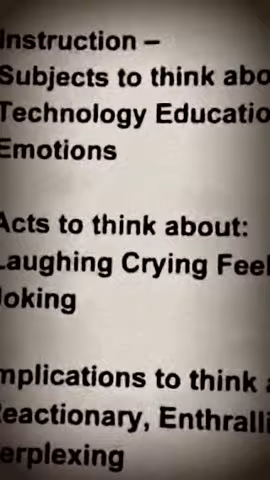 Instruction –
Subjects to think abo
Technology Educatio
Emotions
Acts to think about:
Laughing Crying Feel
Joking
mplications to think a
Reactionary, Enthralli
erplexing